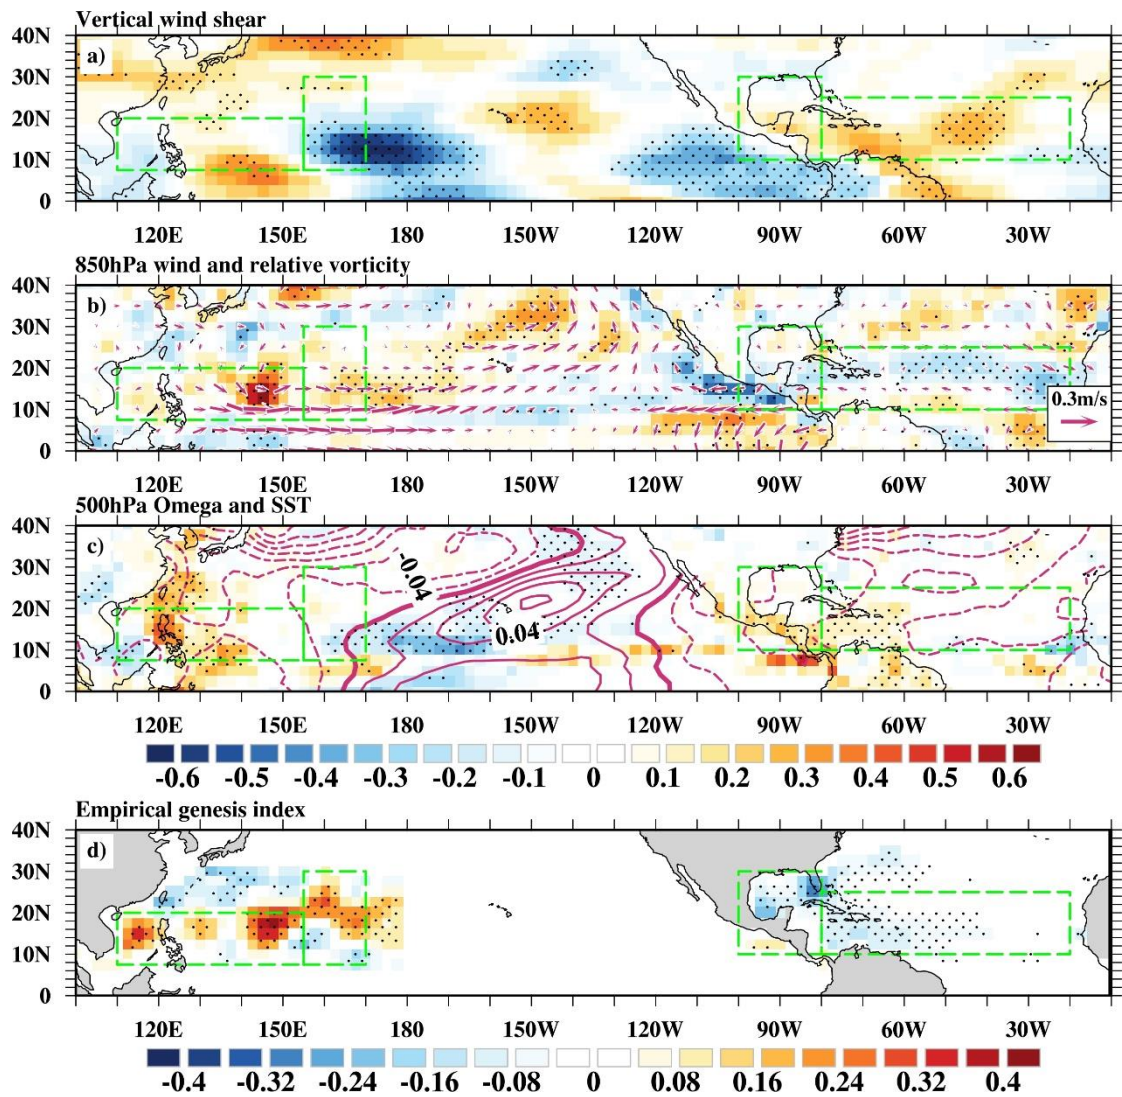 Vertical wind shear
40N
a)
30N
20N
10N
0
120E 150E 180 150W 120W 90W 60W 30W
850hPa wind and relative vorticity
40N
b)
30N
20N
10N
0.3m/s
0
120E 150E 180 150W 120W 90W 60W 30W
500hPa Omega and SST
40N
c)
-0.04
30N
20N
0.04
10N
0
120E 150E 180 150W 120W 90W 60W 30W
-0.6 -0.5 -0.4 -0.3 -0.2 -0.1 0 0.1 0.2 0.3 0.4 0.5 0.6
Empirical genesis index
40N
d)
30N
20N
10N
0
120E 150E 180 150W 120W 90W 60W 30W
-0.4 -0.32 -0.24 -0.16 -0.08 0 0.08 0.16 0.24 0.32 0.4